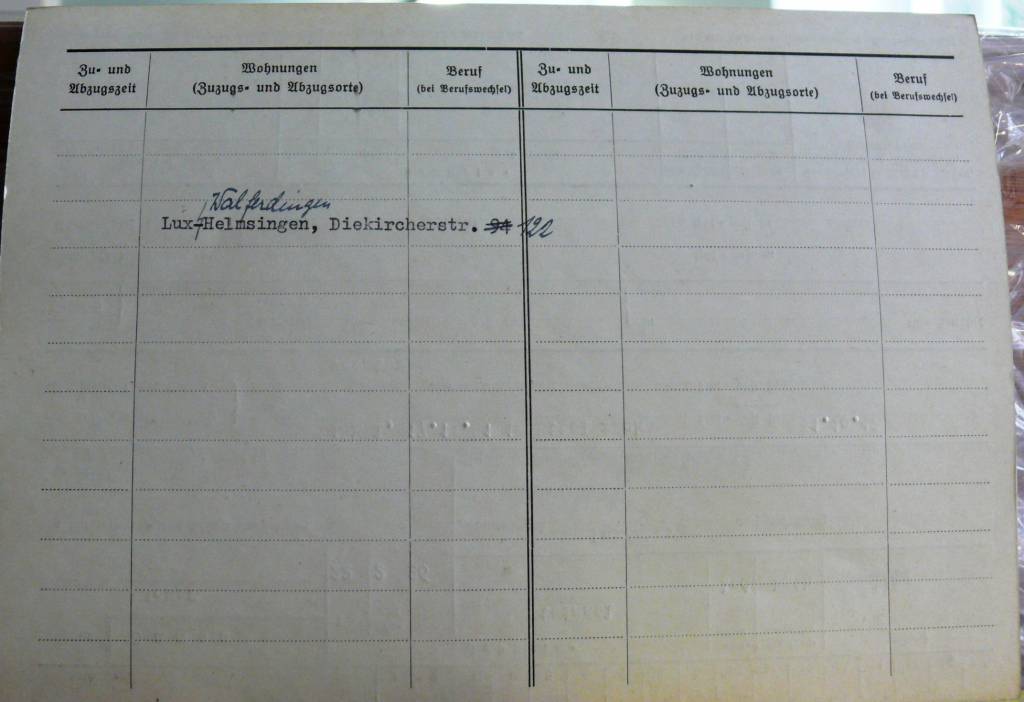 Zu- und Abzugszeit
Wohnungen
(Zuzugs- und Abzugsorte)
Beruf
(bei Berufswechsel)
Zu- und Abzugszeit
Wohnungen
(Zuzugs- und Abzugsorte)
Beruf
(bei Berufswechsel)
Walferdingen
Lux-Helmsingen, Diekircherstr. 94 122